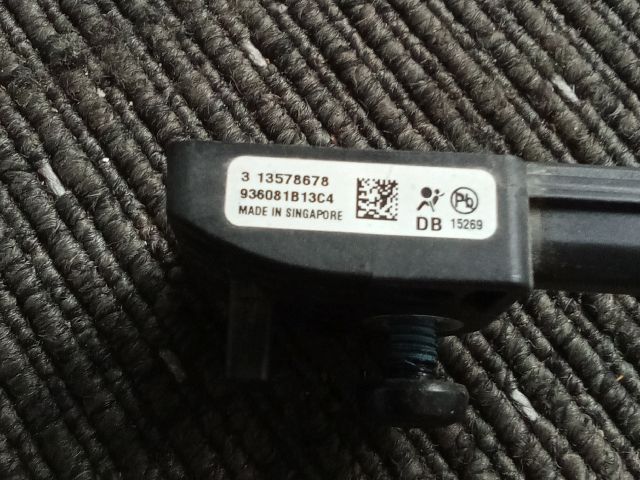 3 13578678
936081B13C4
MADE IN SINGAPORE
Pb
DB 15269